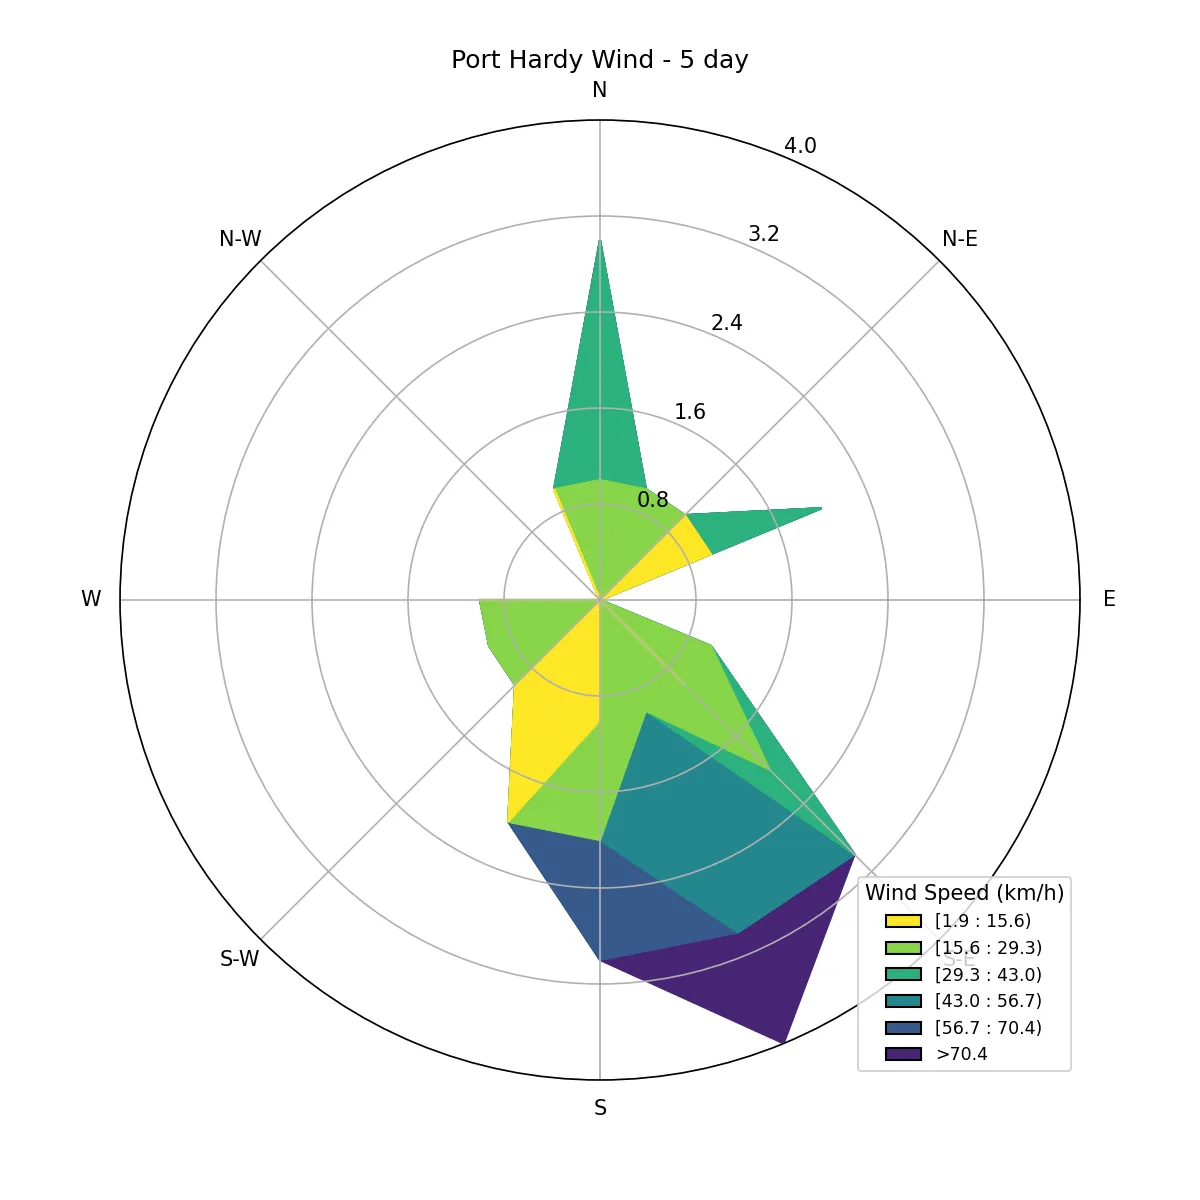 Port Hardy Wind - 5 day
N
4.0
N-W
3.2
N-E
2.4
1.6
0.8
W
E
Wind Speed (km/h)
[1.9 : 15.6)
[15.6 : 29.3)
S-W
S-E
[29.3 : 43.0)
[43.0 : 56.7)
[56.7 : 70.4)
>70.4
S